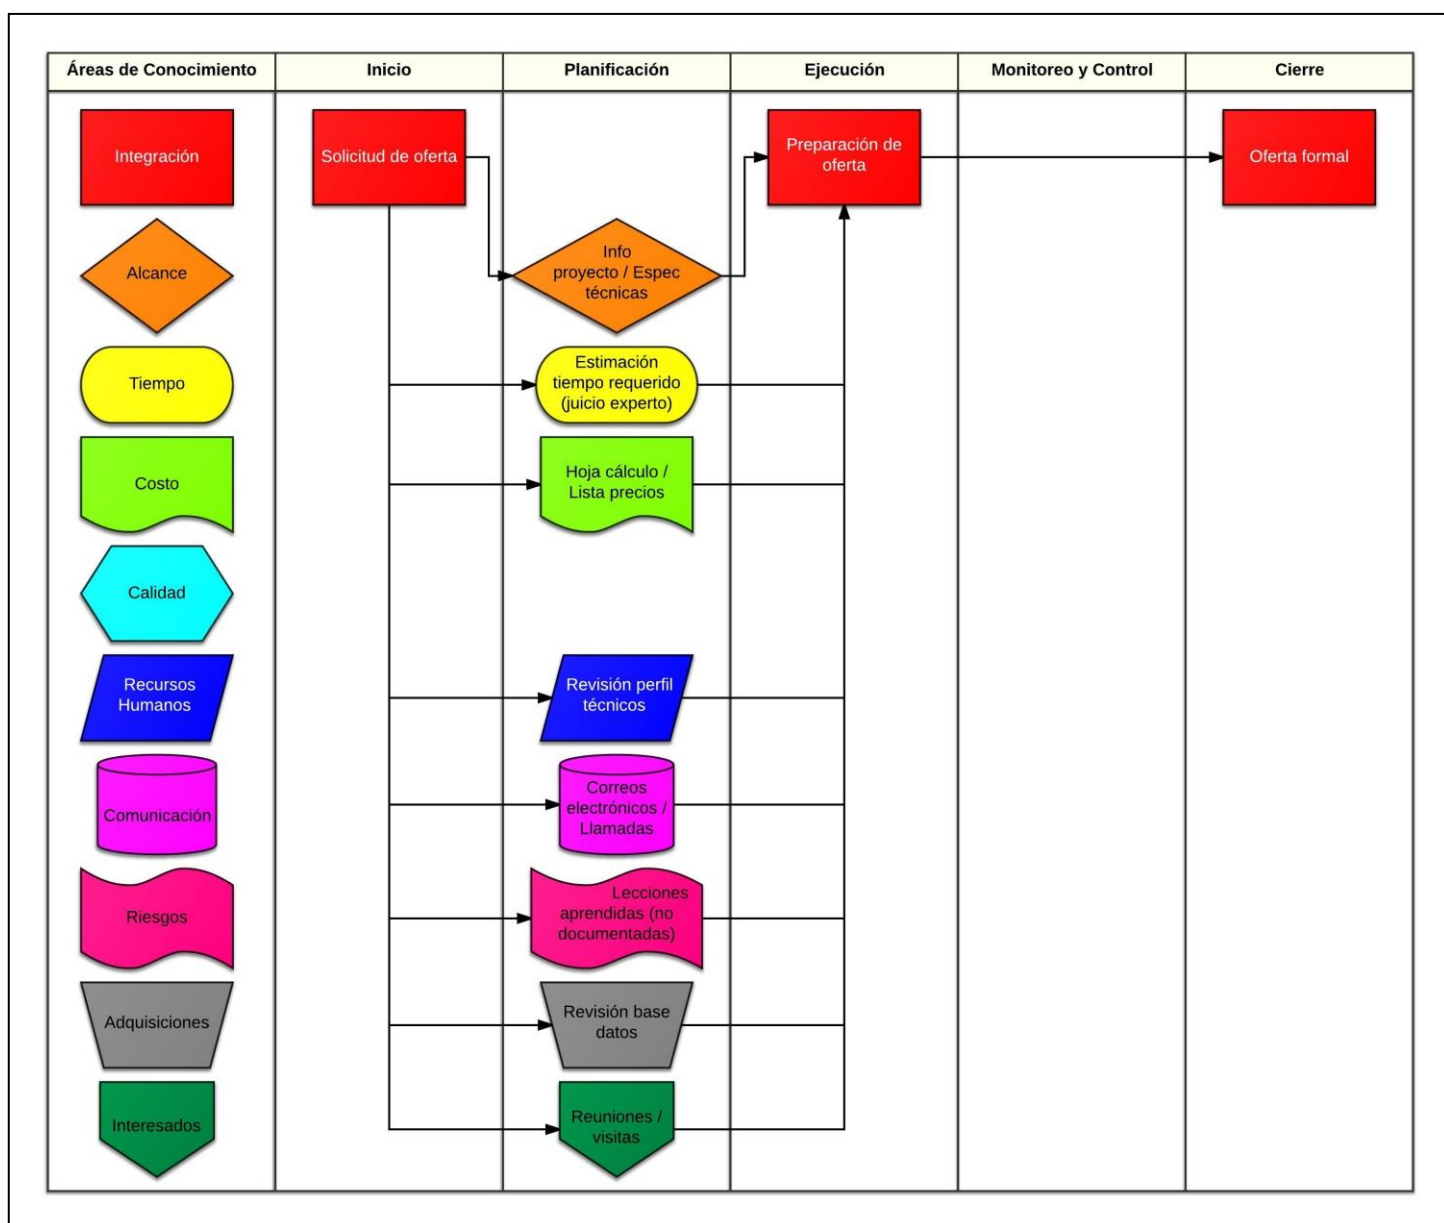 Áreas de Conocimiento
Inicio
Planificación
Ejecución
Monitoreo y Control
Cierre
Integración
Solicitud de oferta
Preparación de
oferta
Oferta formal
Alcance
Info
proyecto / Espec
técnicas
Tiempo
Estimación
tiempo requerido
(juicio experto)
Costo
Hoja cálculo /
Lista precios
Calidad
Recursos
Humanos
Revisión perfil
técnicos
Comunicación
Correos
electrónicos /
Llamadas
Riesgos
Lecciones
aprendidas (no
documentadas)
Adquisiciones
Revisión base
datos
Interesados
Reuniones /
visitas